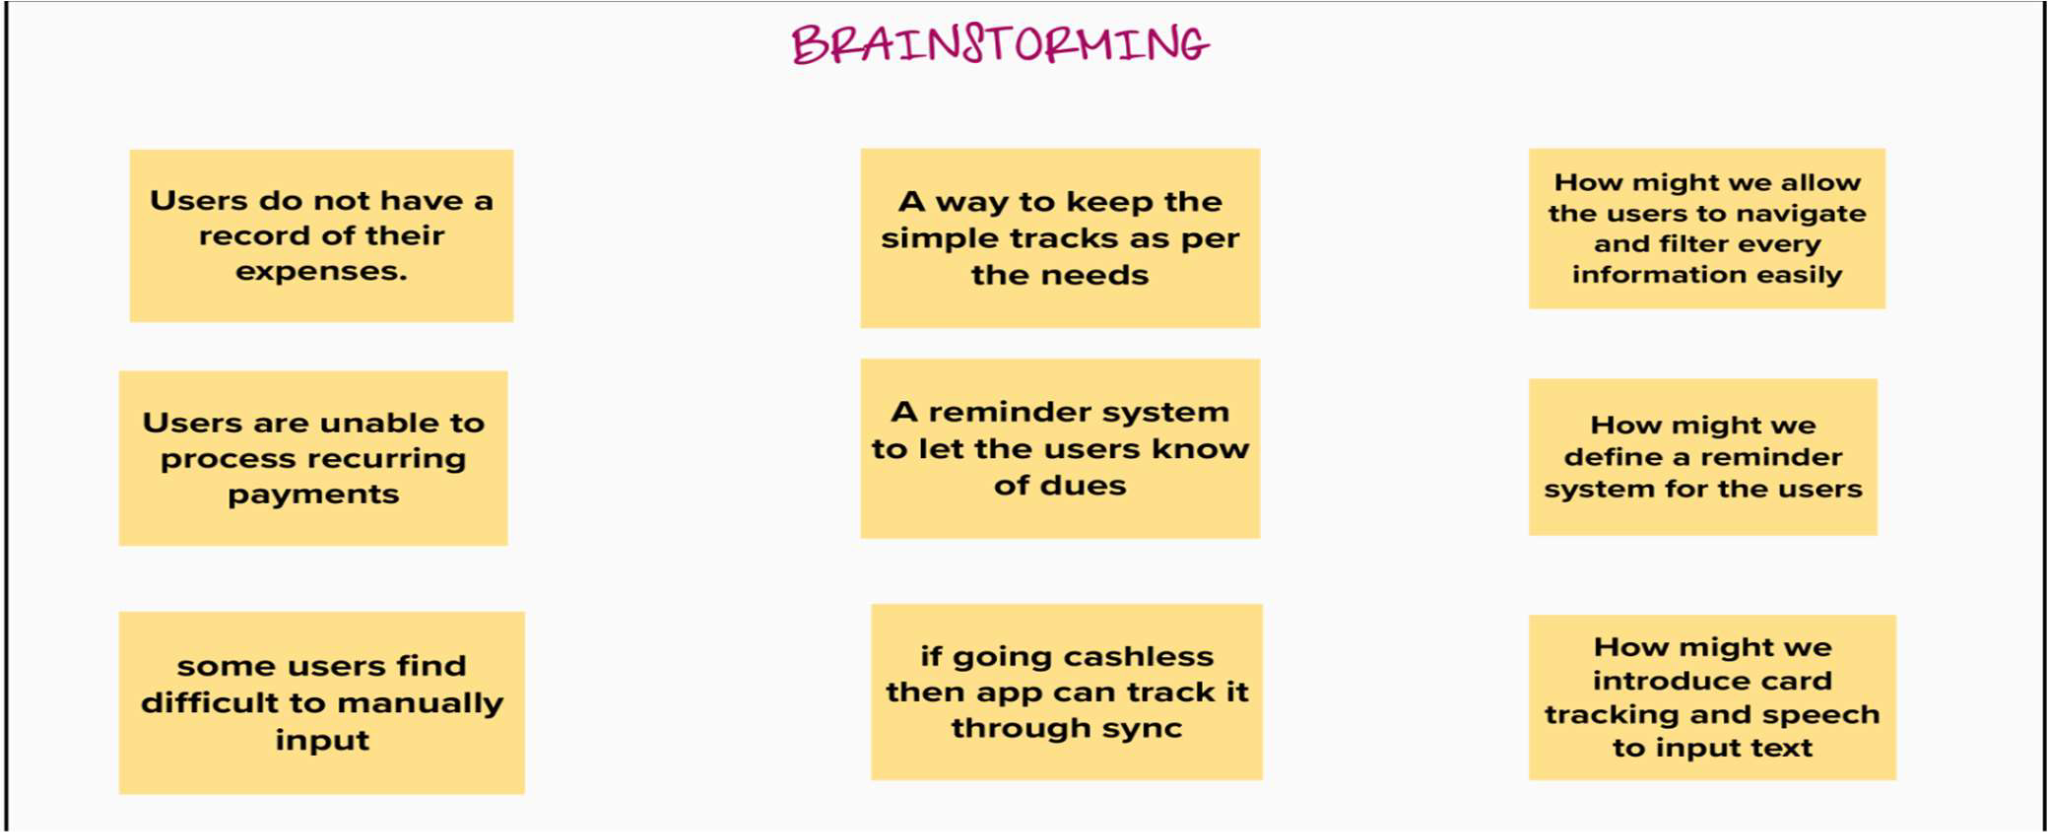 BRAINSTORMING
Users do not have a
record of their
expenses.
A way to keep the
simple tracks as per
the needs
How might we allow
the users to navigate
and filter every
information easily
Users are unable to
process recurring
payments
A reminder system
to let the users know
of dues
How might we
define a reminder
system for the users
some users find
difficult to manually
input
if going cashless
then app can track it
through sync
How might we
introduce card
tracking and speech
to input text